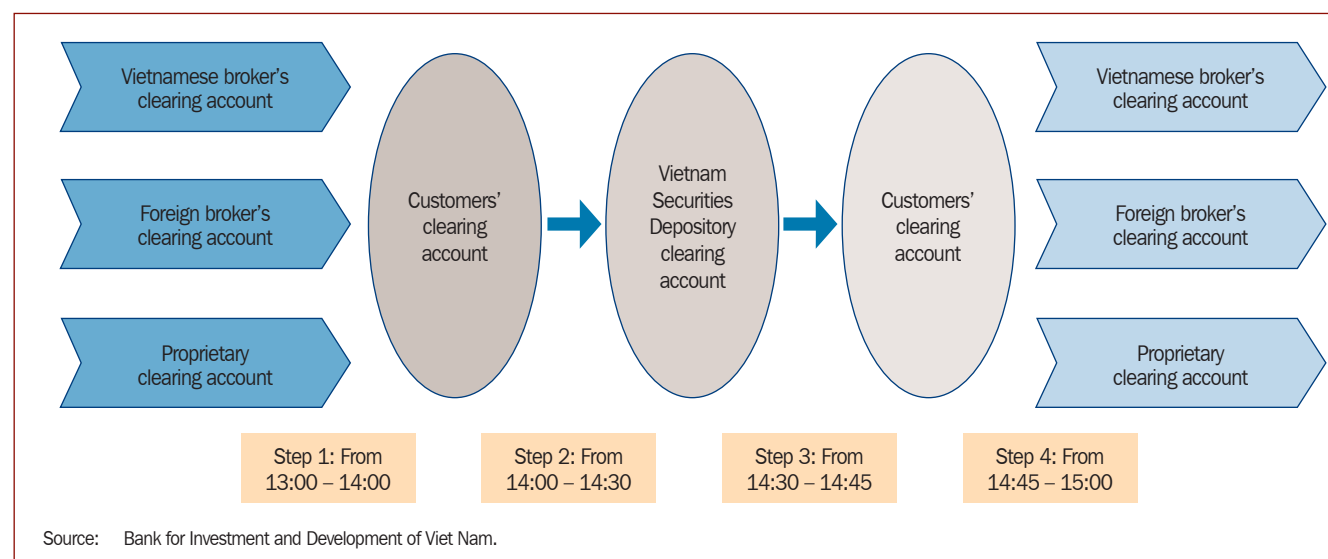 Vietnamese broker's
clearing account
Foreign broker's
clearing account
Proprietary
clearing account
Customers'
clearing
account
Vietnam
Securities
Depository
clearing
account
Customers'
clearing
account
Vietnamese broker's
clearing account
Foreign broker's
clearing account
Proprietary
clearing account
Step 1: From
13:00 – 14:00
Step 2: From
14:00 – 14:30
Step 3: From
14:30 – 14:45
Step 4: From
14:45 – 15:00
Source: Bank for Investment and Development of Viet Nam.